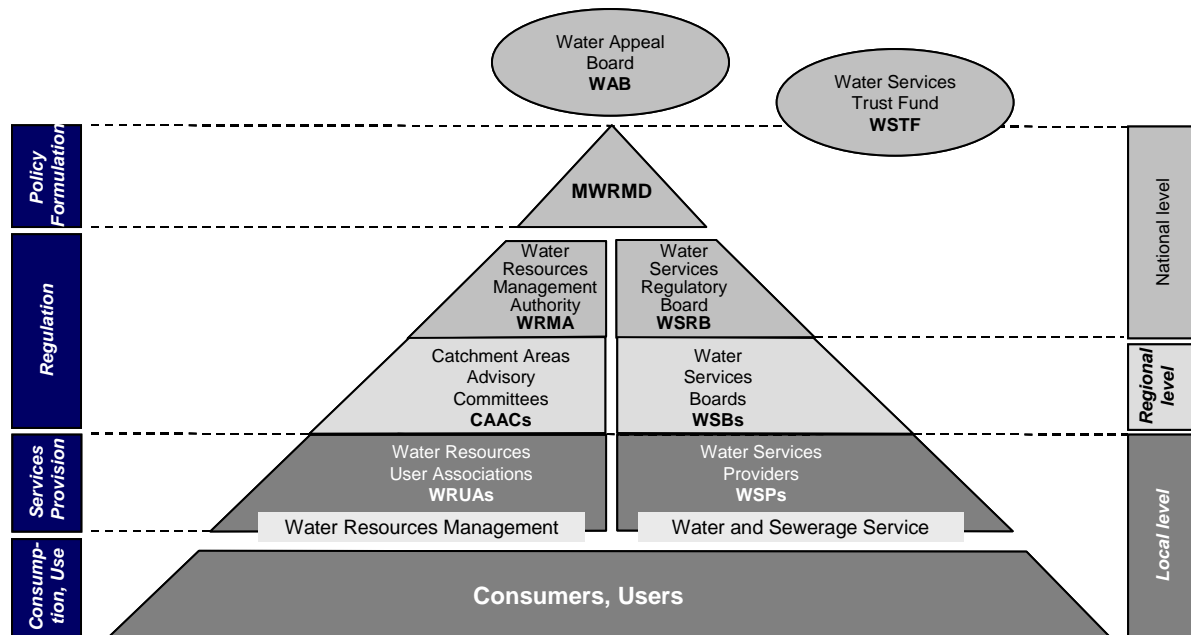 Water Appeal
Board
WAB
Water Services
Trust Fund
WSTF
Policy
Formulation
MWRMD
National level
Regulation
Water
Resources
Management
Authority
WRMA
Water
Services
Regulatory
Board
WSRB
Catchment Areas
Advisory
Committees
CAACs
Water
Services
Boards
WSBs
Regional
level
Services
Provision
Water Resources
User Associations
WRUAs
Water Services
Providers
WSPs
Water Resources Management
Water and Sewerage Service
Local level
Consump-
tion, Use
Consumers, Users